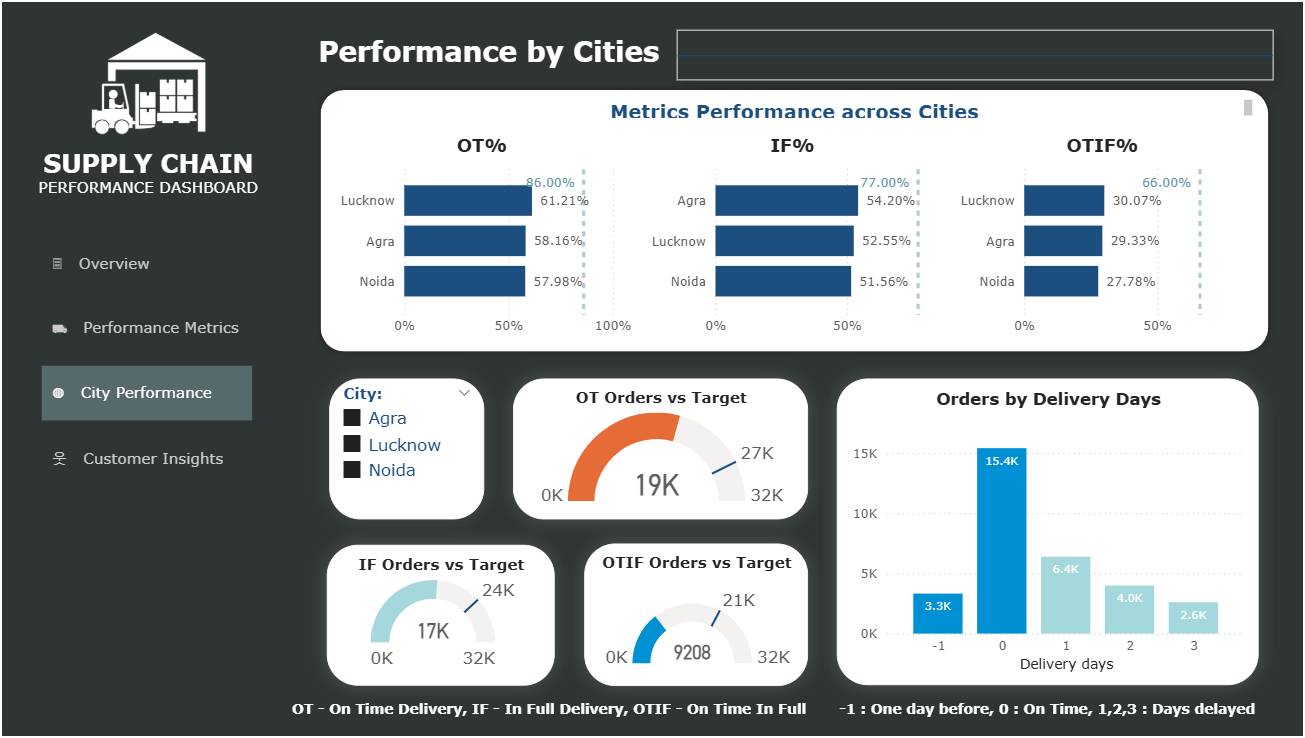 Performance by Cities
SUPPLY CHAIN
PERFORMANCE DASHBOARD
Overview
Performance Metrics
City Performance
Customer Insights
Metrics Performance across Cities
OT%
86.00%
Lucknow 61.21%
Agra 58.16%
Noida 57.98%
0% 50% 100%
IF%
77.00%
Agra 54.20%
Lucknow 52.55%
Noida 51.56%
0% 50%
OTIF%
66.00%
Lucknow 30.07%
Agra 29.33%
Noida 27.78%
0% 50%
City:
Agra
Lucknow
Noida
OT Orders vs Target
27K
19K
0K 32K
IF Orders vs Target
24K
17K
0K 32K
OTIF Orders vs Target
21K
9208
0K 32K
Orders by Delivery Days
15K
10K
5K
0K
3.3K 15.4K 6.4K 4.0K 2.6K
-1 0 1 2 3
Delivery days
OT - On Time Delivery, IF - In Full Delivery, OTIF - On Time In Full
-1 : One day before, 0 : On Time, 1,2,3 : Days delayed